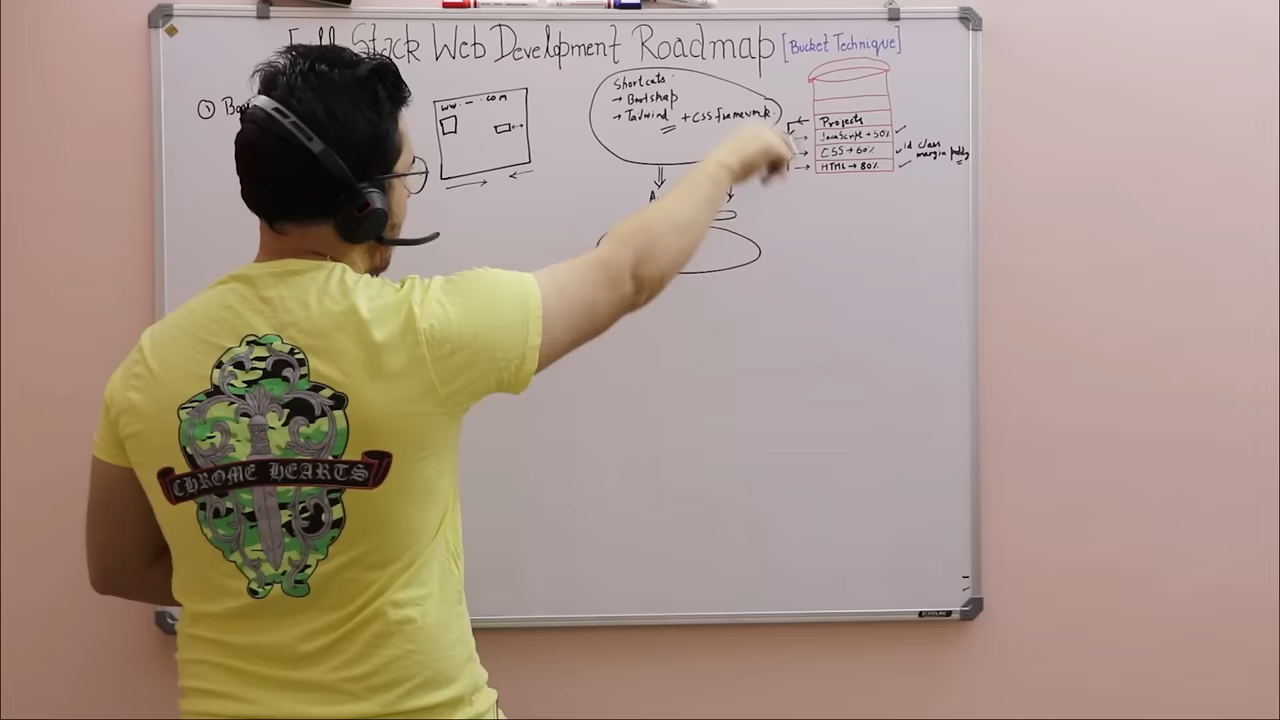 Full Stack Web Development Roadmap [Bucket Technique]
① Ba
www. — .com
Shortcuts:
→ Bootstrap
→ Tailwind + CSS framework.
A
Projects
JavaScript → 50%
CSS → 60%
HTML → 80%
id class
margin padding
CHROME HEARTS